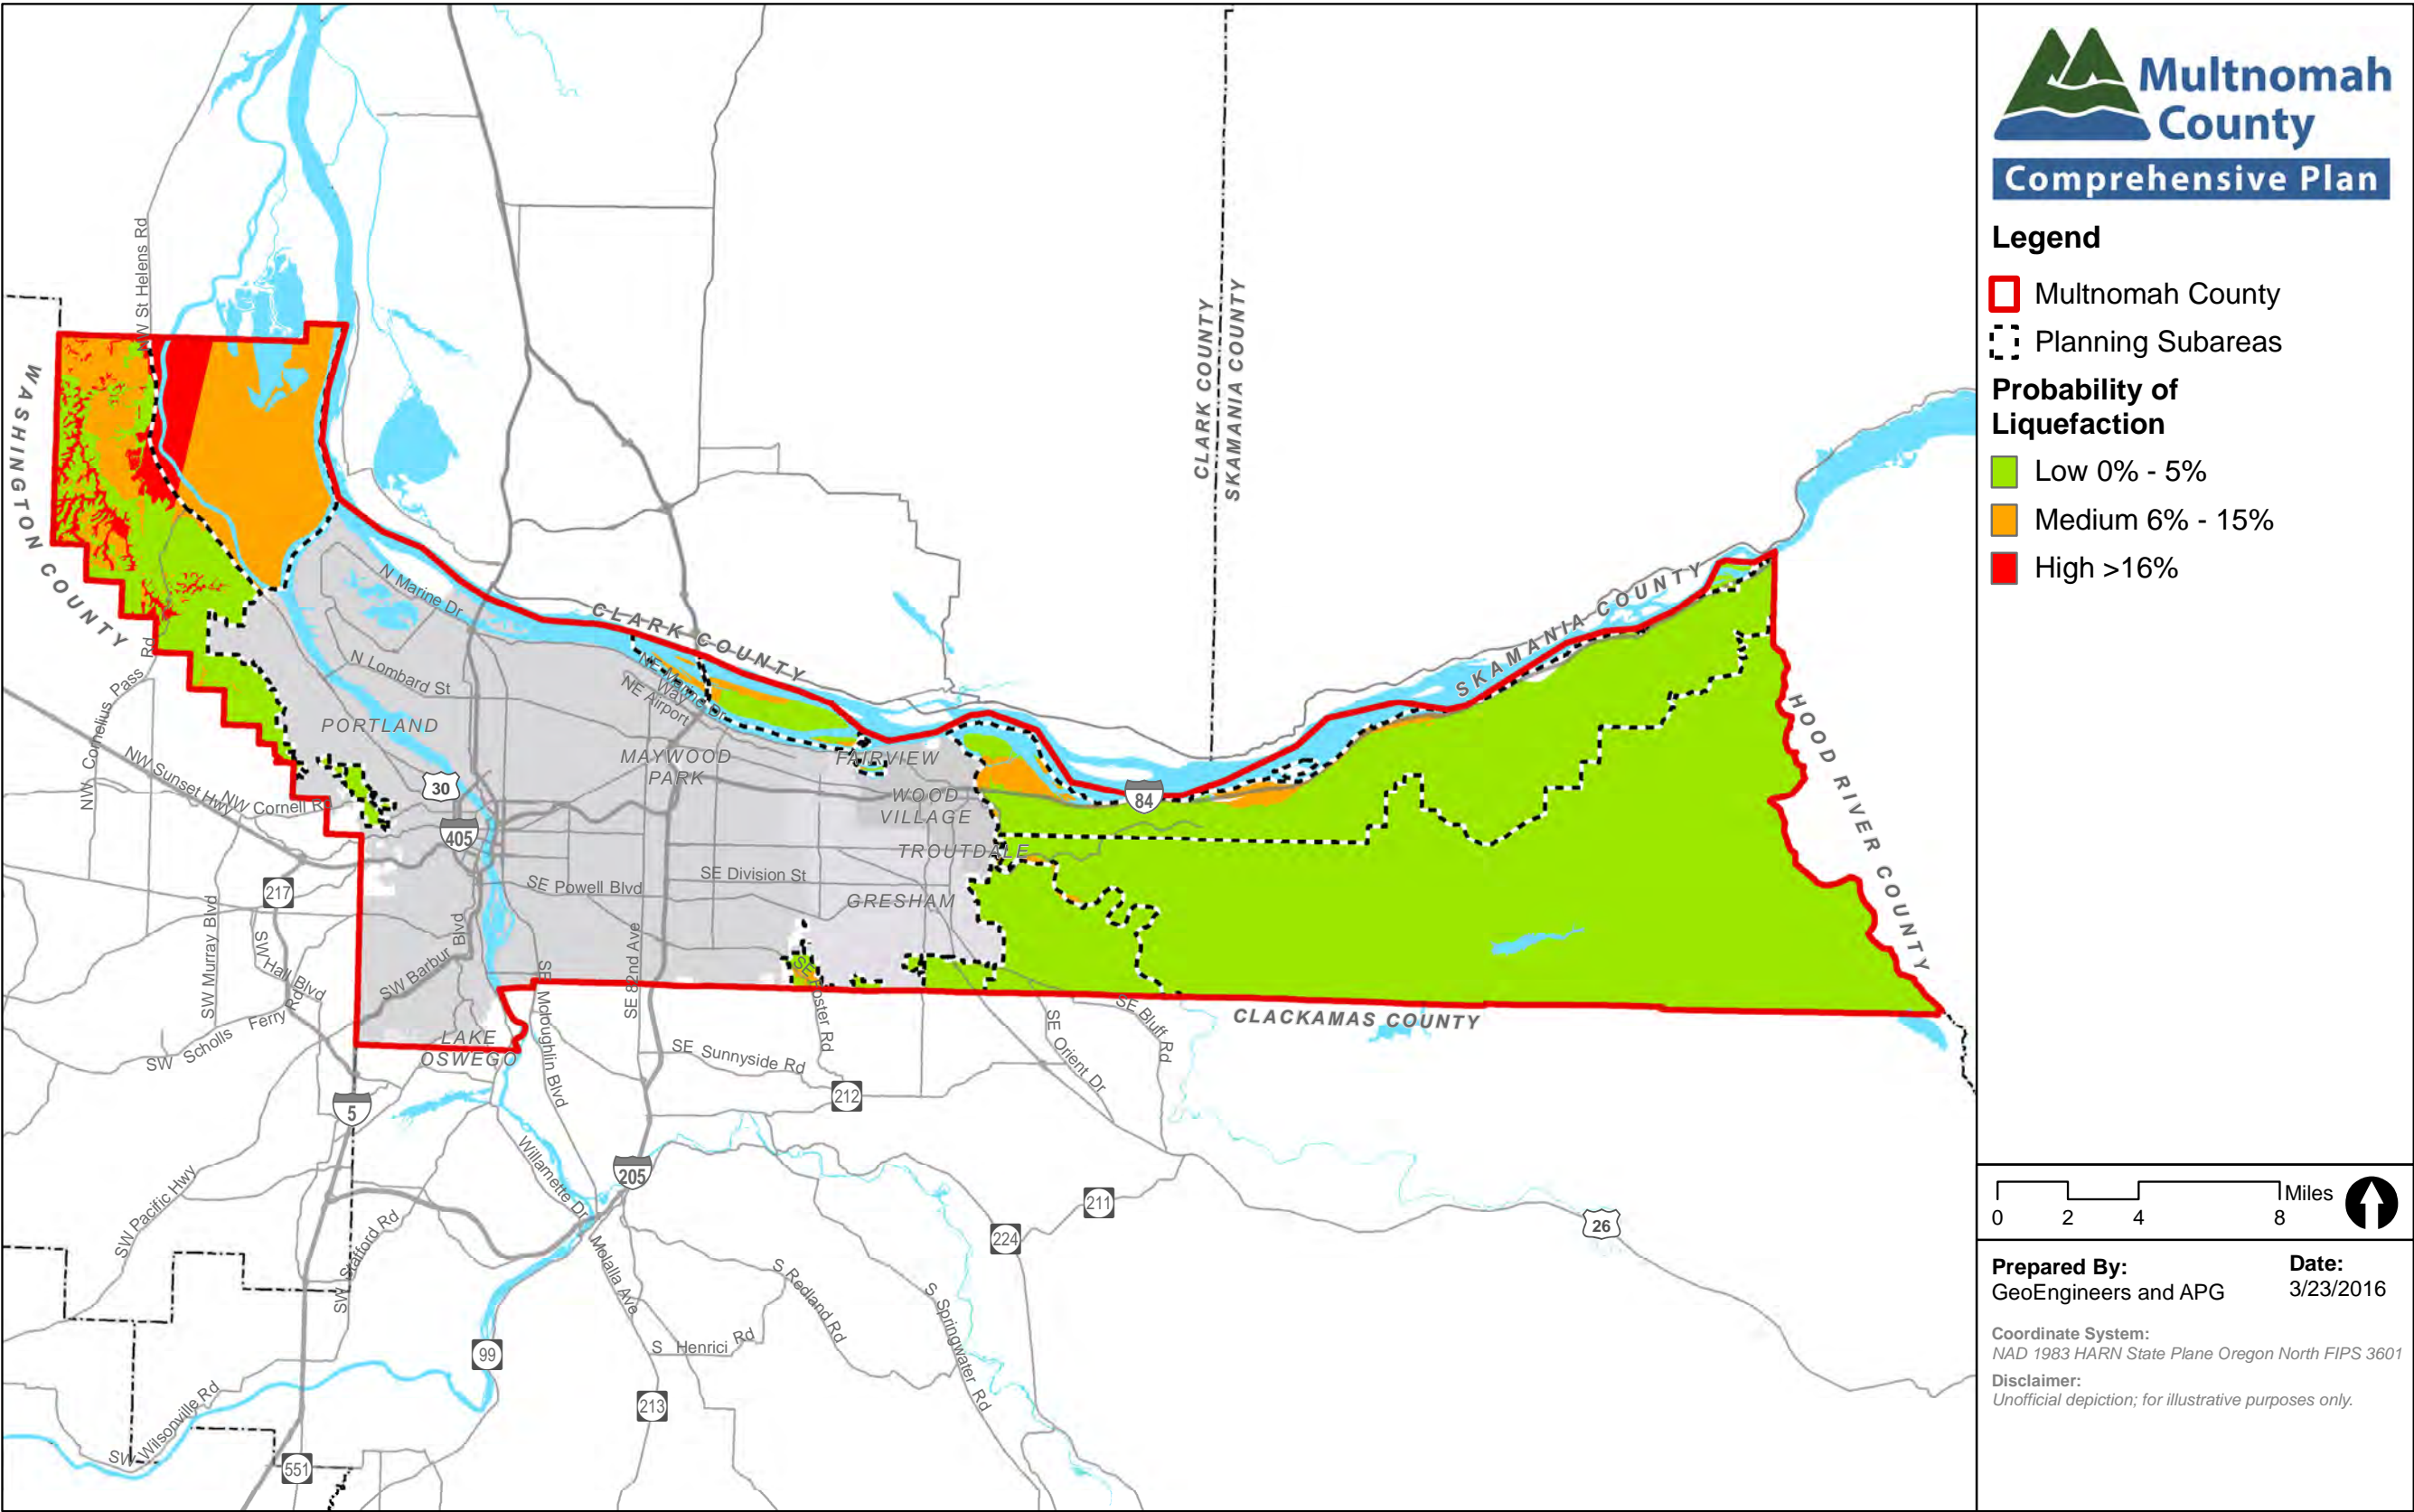 Multnomah
County
Comprehensive Plan
Legend
Multnomah County
Planning Subareas
Probability of
Liquefaction
Low 0% - 5%
Medium 6% - 15%
High >16%
Miles
0 2 4 8
Prepared By:
GeoEngineers and APG
Date:
3/23/2016
Coordinate System:
NAD 1983 HARN State Plane Oregon North FIPS 3601
Disclaimer:
Unofficial depiction; for illustrative purposes only.
NW St Helens Rd
WASHINGTON COUNTY
CLARK COUNTY
SKAMANIA COUNTY
CLARK COUNTY
SKAMANIA COUNTY
HOOD RIVER COUNTY
CLACKAMAS COUNTY
N Marine Dr
N Lombard St
NE Marine Dr
NE Airport
Way
PORTLAND
MAYWOOD
PARK
FAIRVIEW
WOOD
VILLAGE
TROUTDALE
GRESHAM
LAKE
OSWEGO
30
405
84
217
5
205
212
211
224
26
99
213
551
NW Cornelius Pass Rd
NW Sunset Hwy
NW Cornell Rd
SE Powell Blvd
SE Division St
SE 82nd Ave
SW Murray Blvd
SW Hall Blvd
SW Barbur Blvd
SW Scholls Ferry Rd
SE Mcloughlin Blvd
SE Foster Rd
SE Sunnyside Rd
SE Orient Dr
SE Bluff Rd
Willamette Dr
SW Pacific Hwy
SW Stafford Rd
Molalla Ave
S Redland Rd
S Springwater Rd
S Henrici Rd
SW Wilsonville Rd